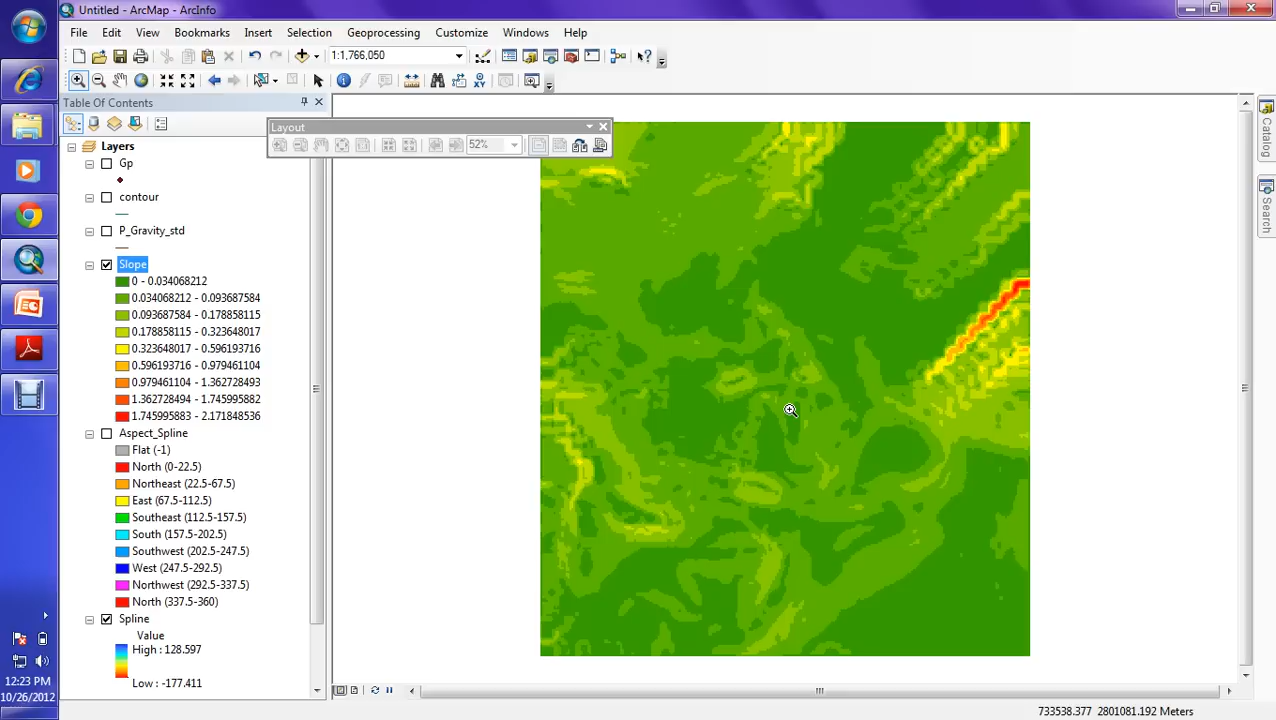 Untitled - ArcMap - ArcInfo
File Edit View Bookmarks Insert Selection Geoprocessing Customize Windows Help
1:1,766,050
Table Of Contents
Layout
52%
Layers
Gp
contour
P_Gravity_std
Slope
0 - 0.034068212
0.034068212 - 0.093687584
0.093687584 - 0.178858115
0.178858115 - 0.323648017
0.323648017 - 0.596193716
0.596193716 - 0.979461104
0.979461104 - 1.362728493
1.362728494 - 1.745995882
1.745995883 - 2.171848536
Aspect_Spline
Flat (-1)
North (0-22.5)
Northeast (22.5-67.5)
East (67.5-112.5)
Southeast (112.5-157.5)
South (157.5-202.5)
Southwest (202.5-247.5)
West (247.5-292.5)
Northwest (292.5-337.5)
North (337.5-360)
Spline
Value
High : 128.597
Low : -177.411
Catalog
Search
12:23 PM
10/26/2012
733538.377 2801081.192 Meters